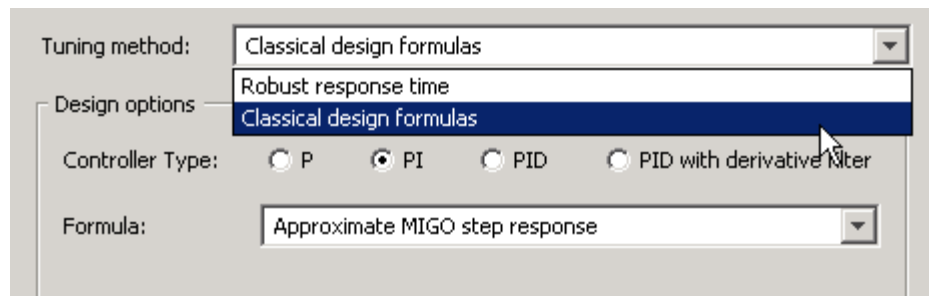 Tuning method: Classical design formulas
Robust response time
Design options
Classical design formulas
Controller Type: P PI PID PID with derivative filter
Formula: Approximate MIGO step response